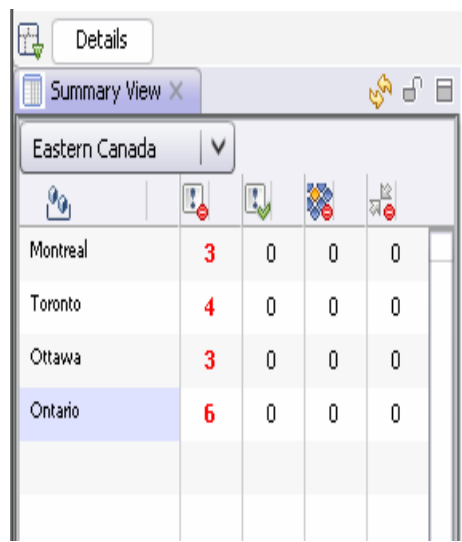 Details
Summary View
Eastern Canada
Montreal 3 0 0 0
Toronto 4 0 0 0
Ottawa 3 0 0 0
Ontario 6 0 0 0